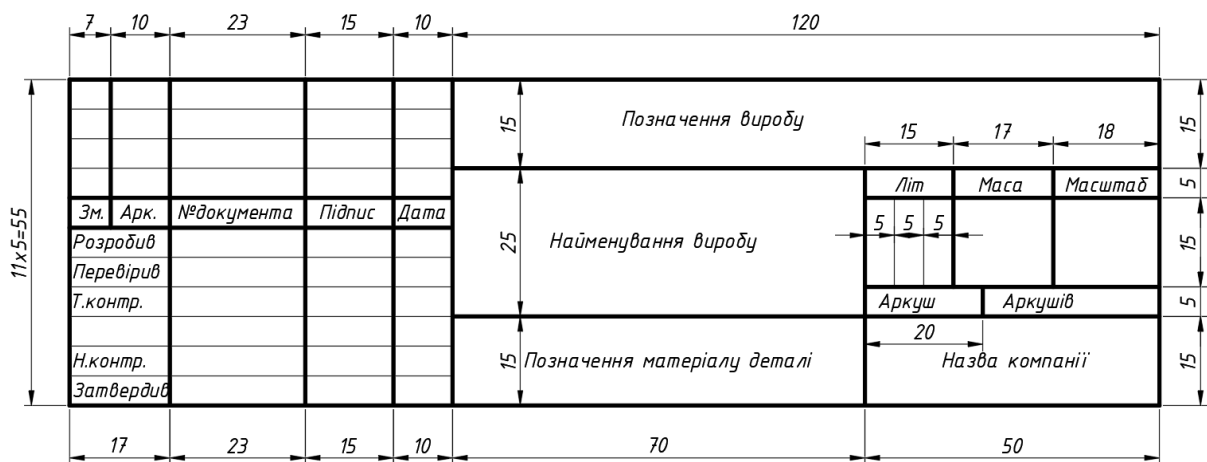 7 10 23 15 10 120
15 Позначення виробу 15
15 17 18
Літ Маса Масштаб 5
Зм. Арк. №документа Підпис Дата
11x5=55
Розробив
25 Найменування виробу 5 5 5 15
Перевірив
Т.контр. Аркуш Аркушів 5
20
Н.контр. 15 Позначення матеріалу деталі Назва компанії 15
Затвердив
17 23 15 10 70 50